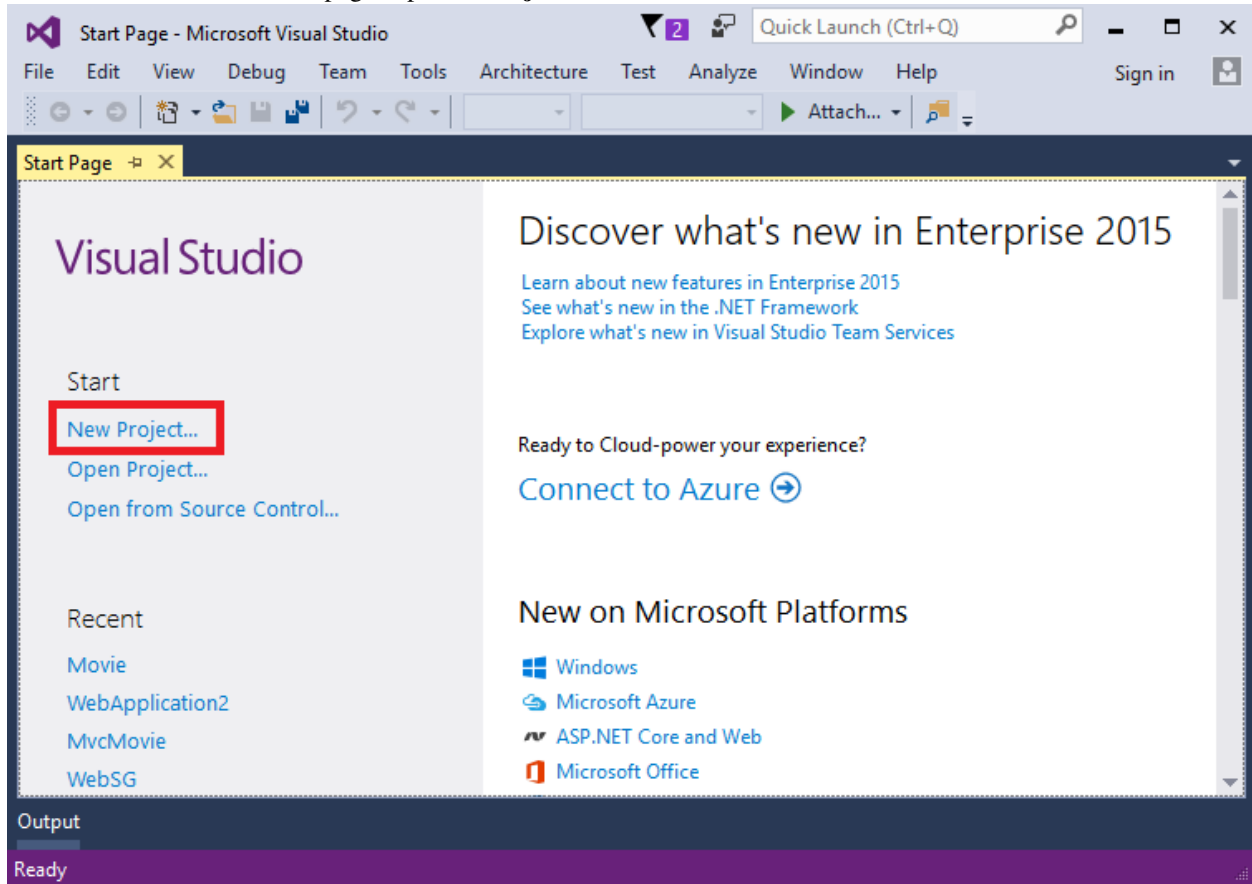 Start Page - Microsoft Visual Studio
2
Quick Launch (Ctrl+Q)
File Edit View Debug Team Tools Architecture Test Analyze Window Help Sign in
Attach...
Start Page
Visual Studio
Start
New Project...
Open Project...
Open from Source Control...
Recent
Movie
WebApplication2
MvcMovie
WebSG
Discover what's new in Enterprise 2015
Learn about new features in Enterprise 2015
See what's new in the .NET Framework
Explore what's new in Visual Studio Team Services
Ready to Cloud-power your experience?
Connect to Azure
New on Microsoft Platforms
Windows
Microsoft Azure
ASP.NET Core and Web
Microsoft Office
Output
Ready